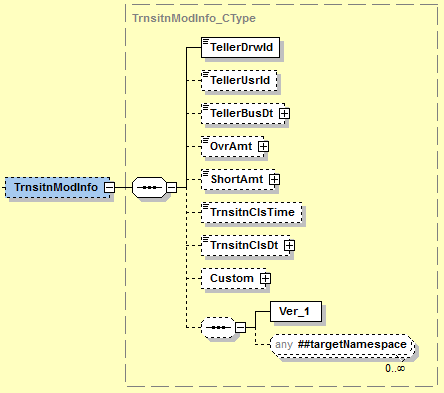 TrnsitnModInfo_CType
TellerDrwId
TellerUsrId
TellerBusDt
OvrAmt
TrnsitnModInfo
ShortAmt
TrnsitnClsTime
TrnsitnClsDt
Custom
Ver_1
any ##targetNamespace
0..∞